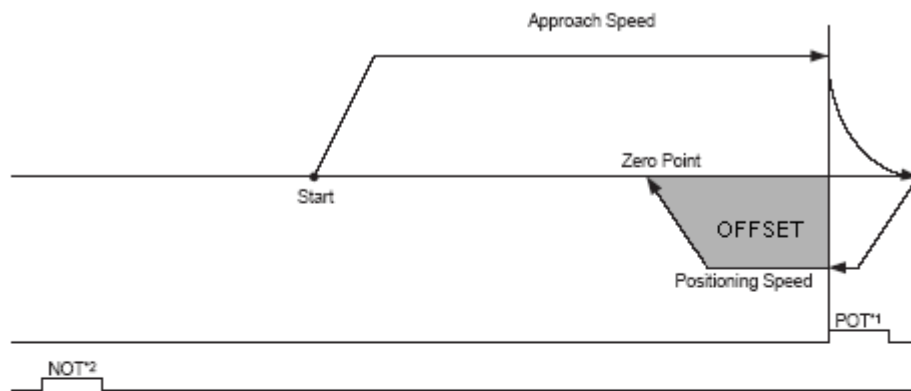 Approach Speed
Zero Point
Start
OFFSET
Positioning Speed
POT*1
NOT*2